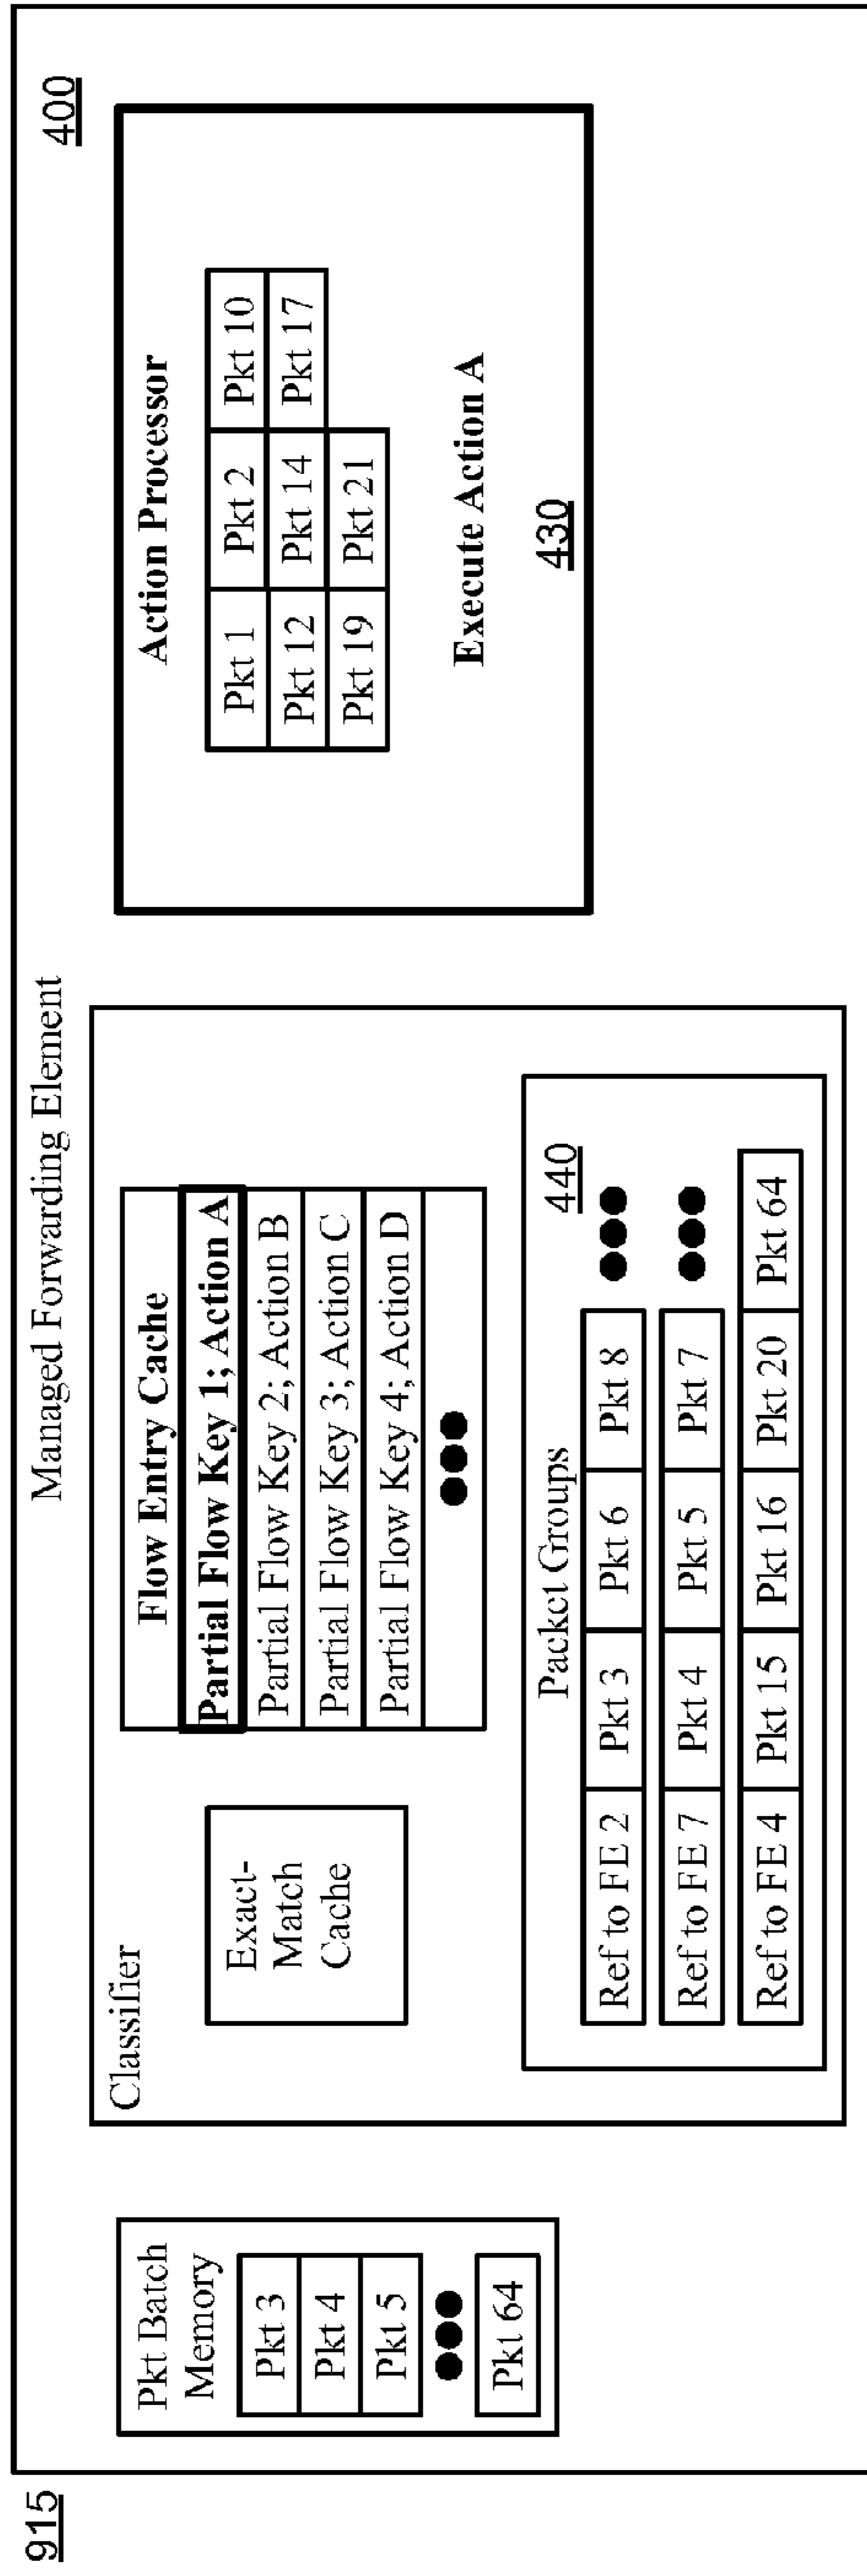 915
Managed Forwarding Element
400
Pkt Batch
Memory
Pkt 3
Pkt 4
Pkt 5
Pkt 64
Classifier
Exact-
Match
Cache
Flow Entry Cache
Partial Flow Key 1; Action A
Partial Flow Key 2; Action B
Partial Flow Key 3; Action C
Partial Flow Key 4; Action D
Packet Groups
440
Ref to FE 2 Pkt 3 Pkt 6 Pkt 8
Ref to FE 7 Pkt 4 Pkt 5 Pkt 7
Ref to FE 4 Pkt 15 Pkt 16 Pkt 20 Pkt 64
Action Processor
Pkt 1 Pkt 2 Pkt 10
Pkt 12 Pkt 14 Pkt 17
Pkt 19 Pkt 21
Execute Action A
430